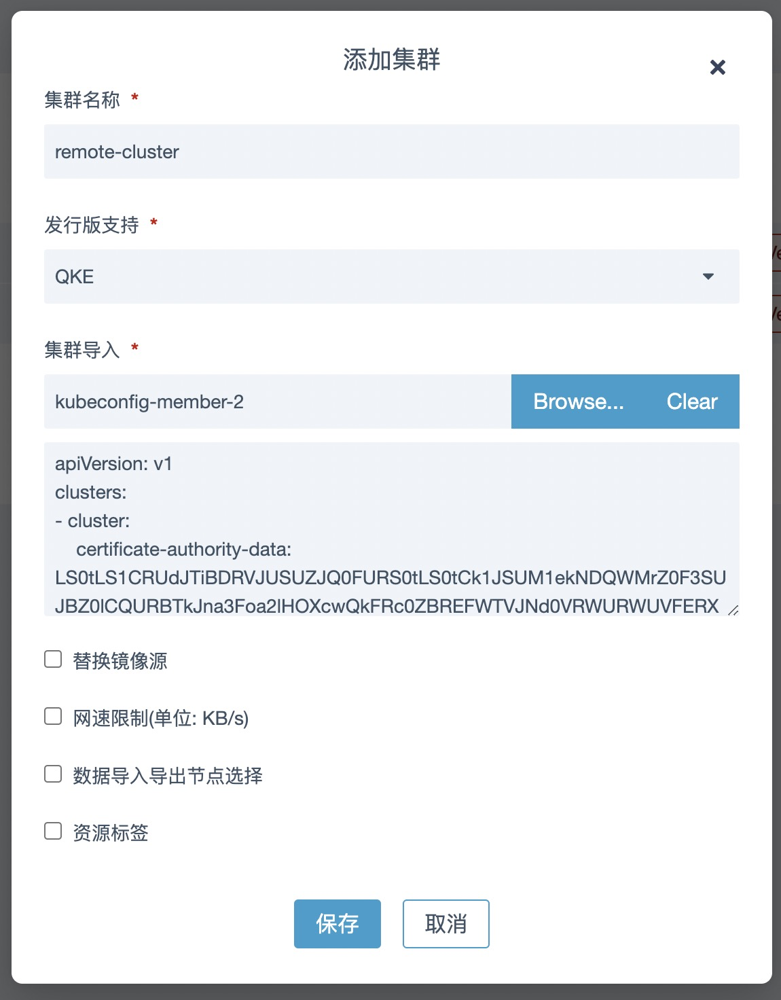 添加集群
集群名称 *
remote-cluster
发行版支持 *
QKE
集群导入 *
kubeconfig-member-2
Browse... Clear
apiVersion: v1
clusters:
- cluster:
certificate-authority-data:
LS0tLS1CRUdJTiBDRVJUSUZJQ0FURS0tLS0tCk1JSUM1ekNDQWMrZ0F3SU
JBZ0lCQURBTkJna3Foa2lHOXcwQkFRc0ZBREFWTVJNd0VRWURWUVFERX
替换镜像源
网速限制(单位: KB/s)
数据导入导出节点选择
资源标签
保存 取消